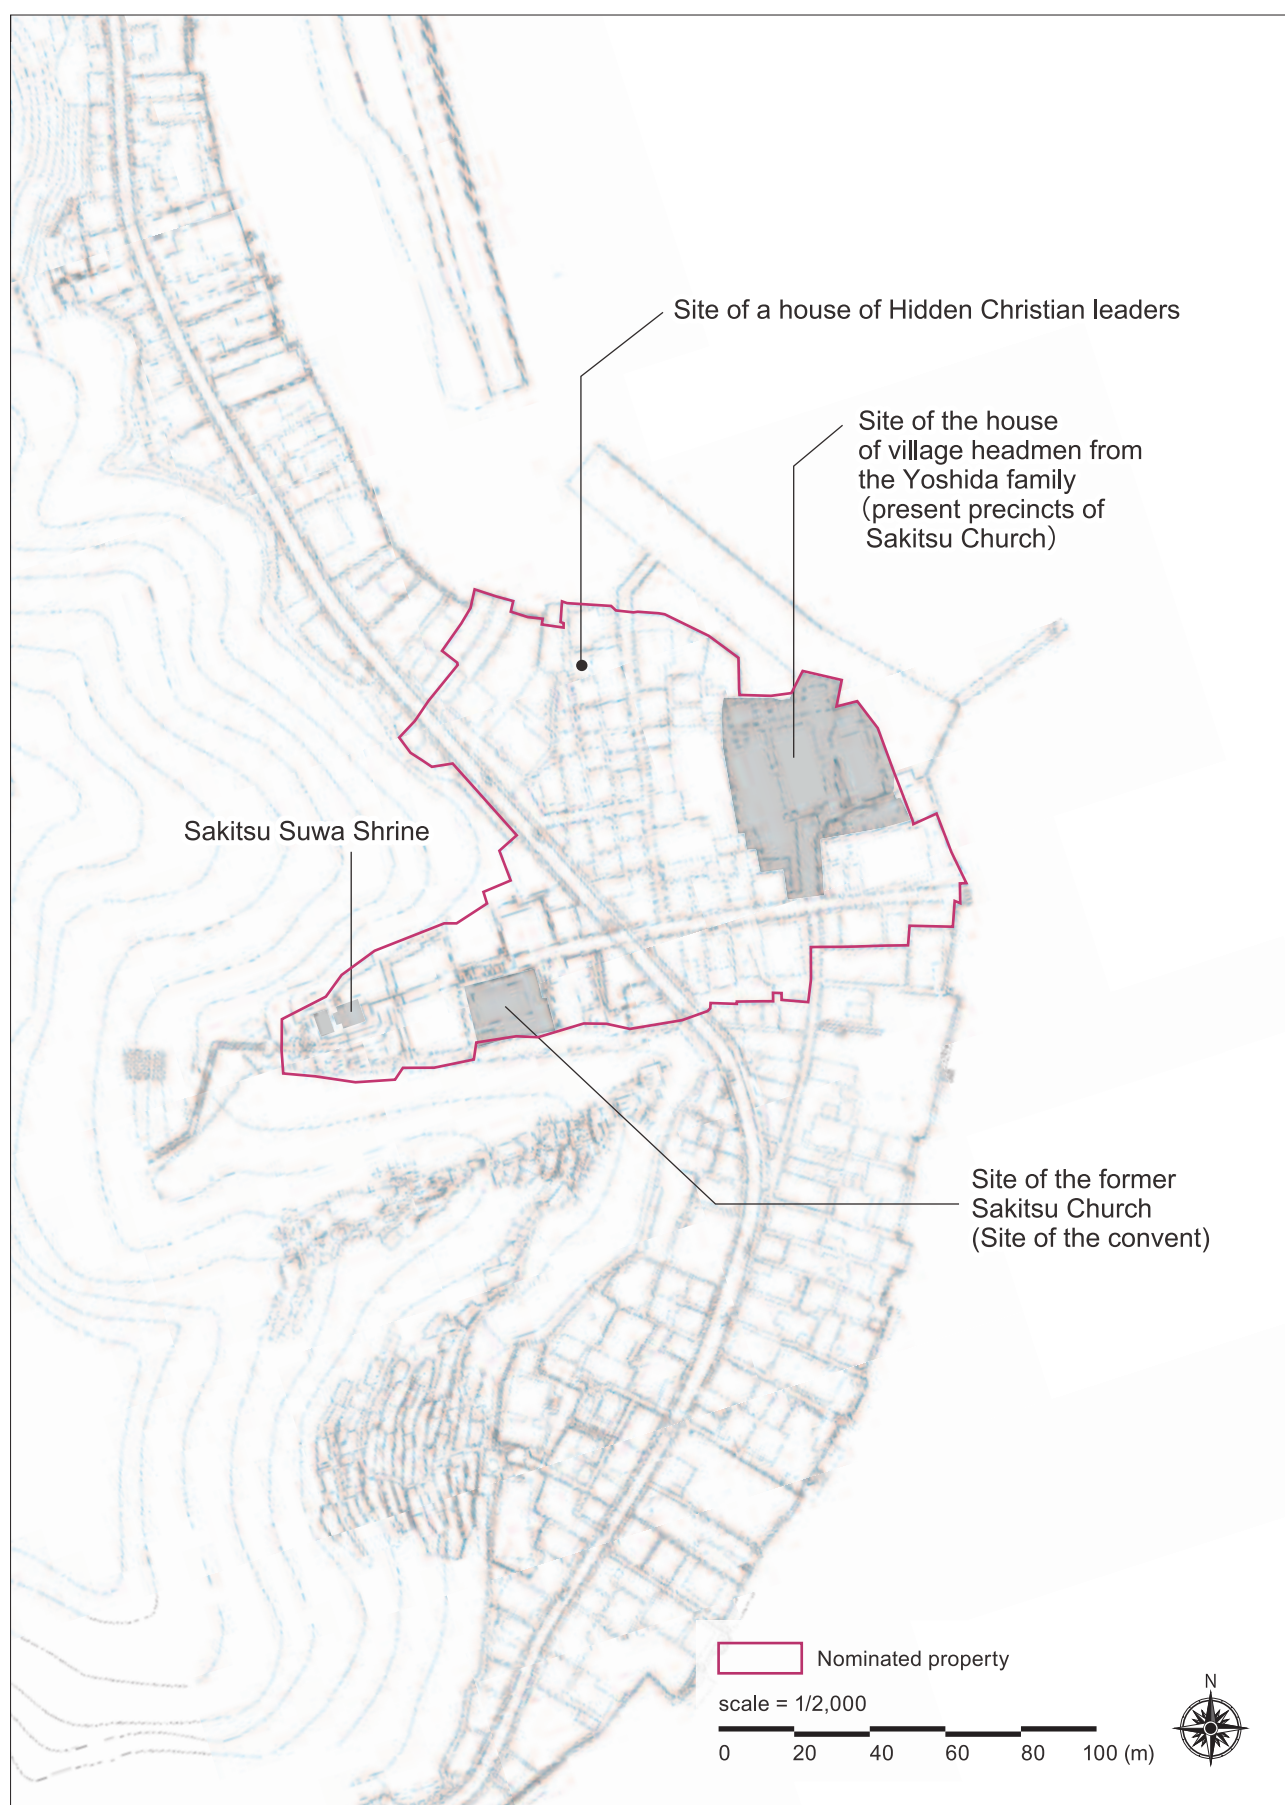 Site of a house of Hidden Christian leaders
Site of the house
of village headmen from
the Yoshida family
(present precincts of
Sakitsu Church)
Sakitsu Suwa Shrine
Site of the former
Sakitsu Church
(Site of the convent)
Nominated property
scale = 1/2,000
0 20 40 60 80 100 (m)
N